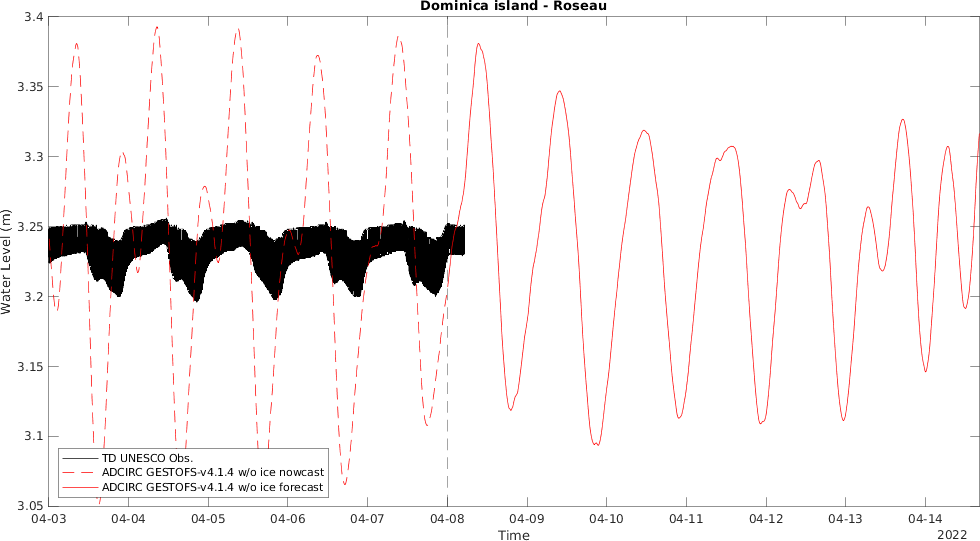 Dominica island - Roseau
3.4
3.35
3.3
3.25
3.2
3.15
3.1
3.05
Water Level (m)
TD UNESCO Obs.
ADCIRC GESTOFS-v4.1.4 w/o ice nowcast
ADCIRC GESTOFS-v4.1.4 w/o ice forecast
04-03 04-04 04-05 04-06 04-07 04-08 04-09 04-10 04-11 04-12 04-13 04-14
Time
2022